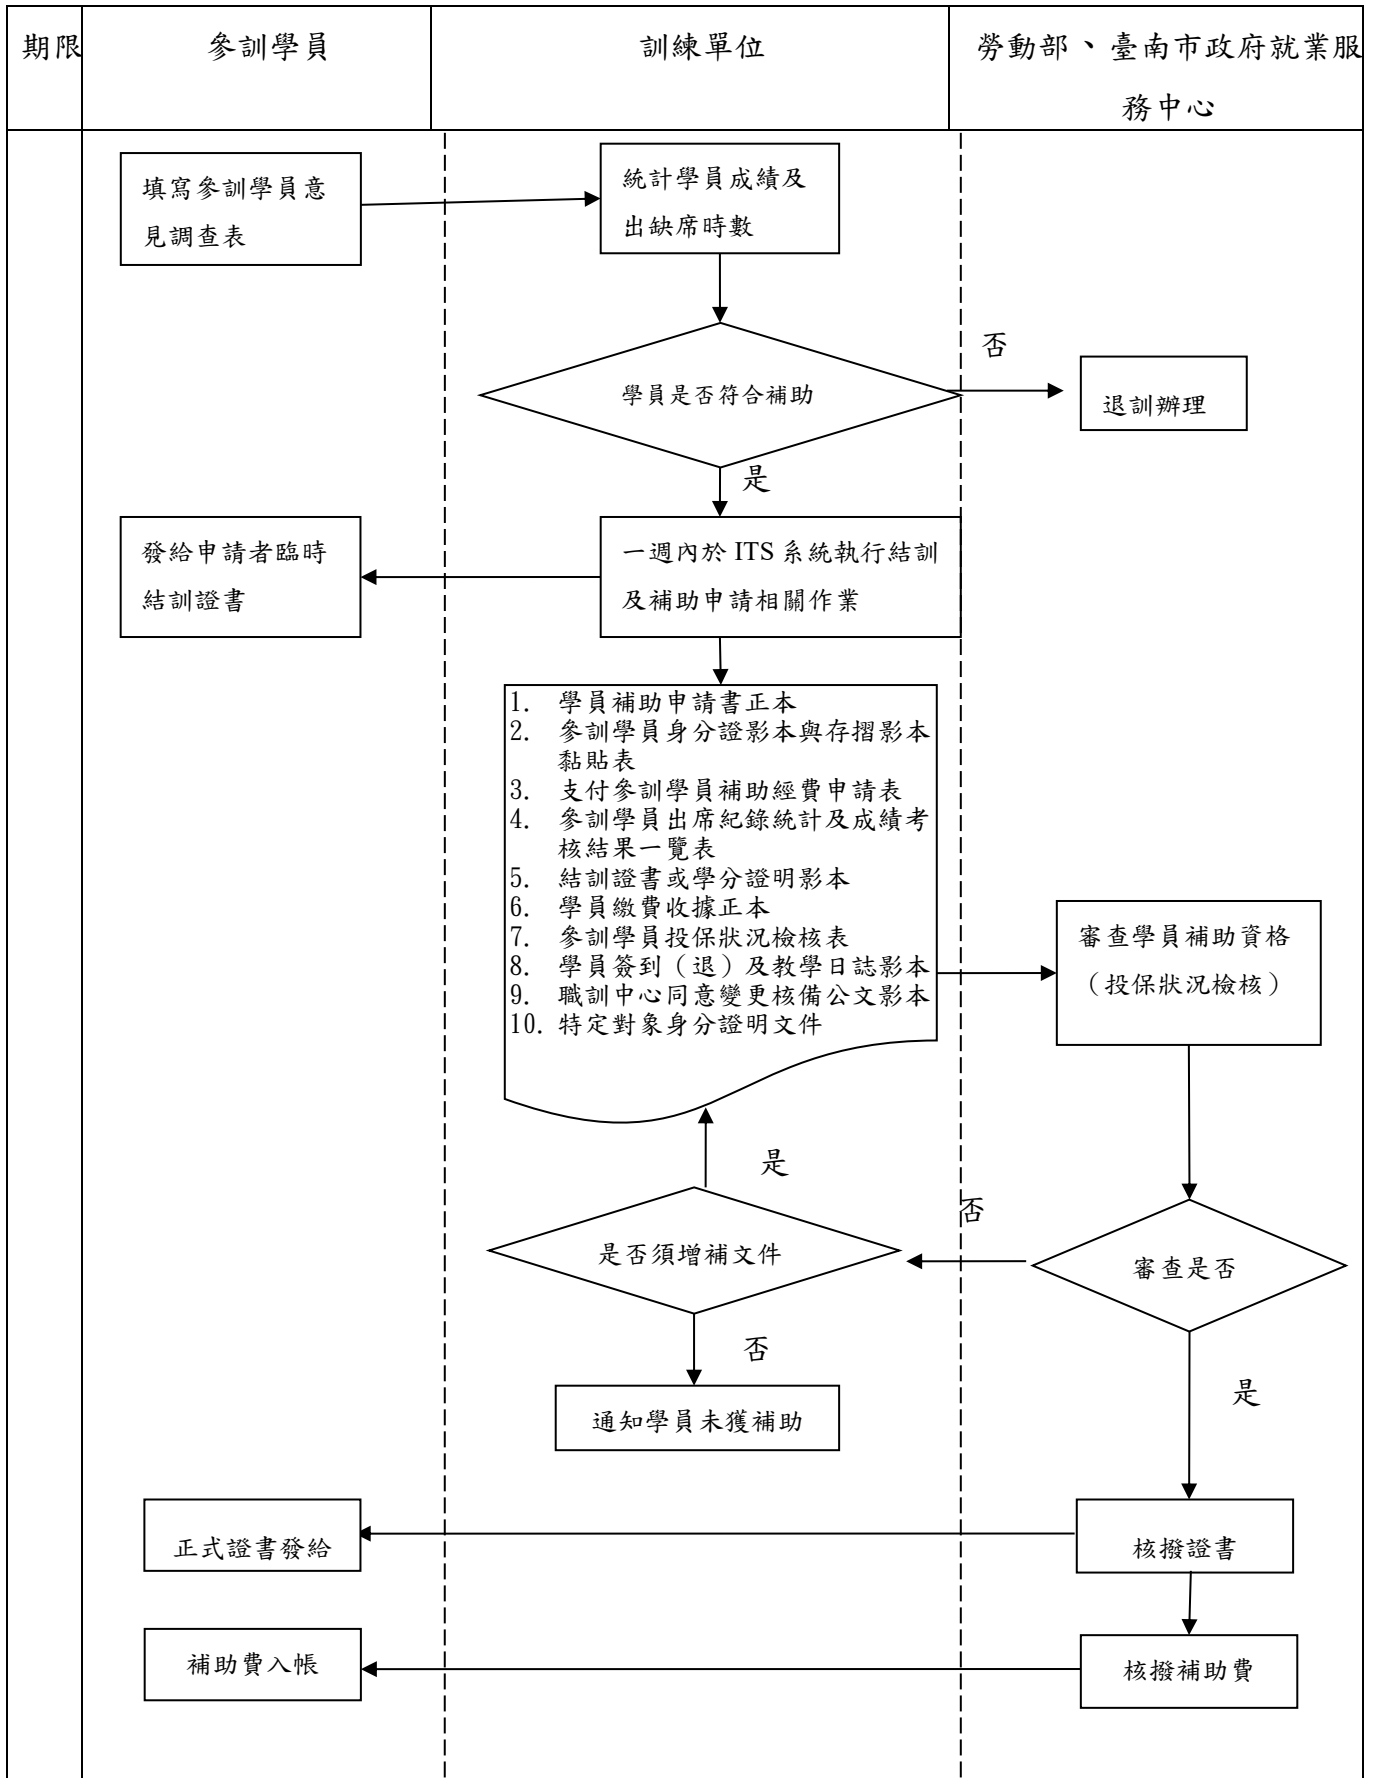 期限
參訓學員
訓練單位
勞動部、臺南市政府就業服
務中心
填寫參訓學員意
見調查表
統計學員成績及
出缺席時數
學員是否符合補助
否
退訓辦理
是
發給申請者臨時
結訓證書
一週內於 ITS 系統執行結訓
及補助申請相關作業
1. 學員補助申請書正本
2. 參訓學員身分證影本與存摺影本
黏貼表
3. 支付參訓學員補助經費申請表
4. 參訓學員出席紀錄統計及成績考
核結果一覽表
5. 結訓證書或學分證明影本
6. 學員繳費收據正本
7. 參訓學員投保狀況檢核表
8. 學員簽到（退）及教學日誌影本
9. 職訓中心同意變更核備公文影本
10. 特定對象身分證明文件
審查學員補助資格
（投保狀況檢核）
是
否
是否須增補文件
審查是否
否
通知學員未獲補助
是
正式證書發給
核撥證書
補助費入帳
核撥補助費